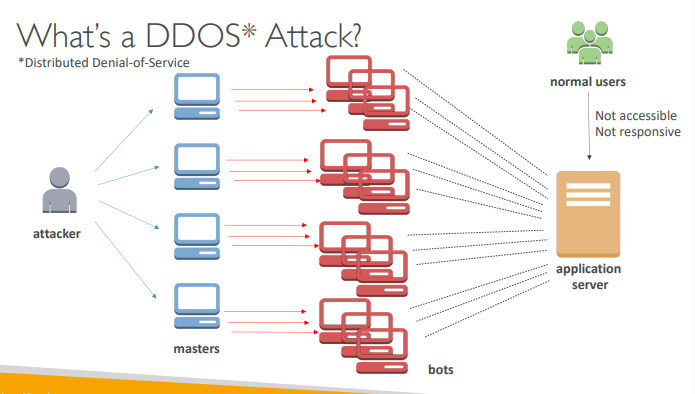 What's a DDOS* Attack?
*Distributed Denial-of-Service
normal users
Not accessible
Not responsive
attacker
application
server
masters
bots